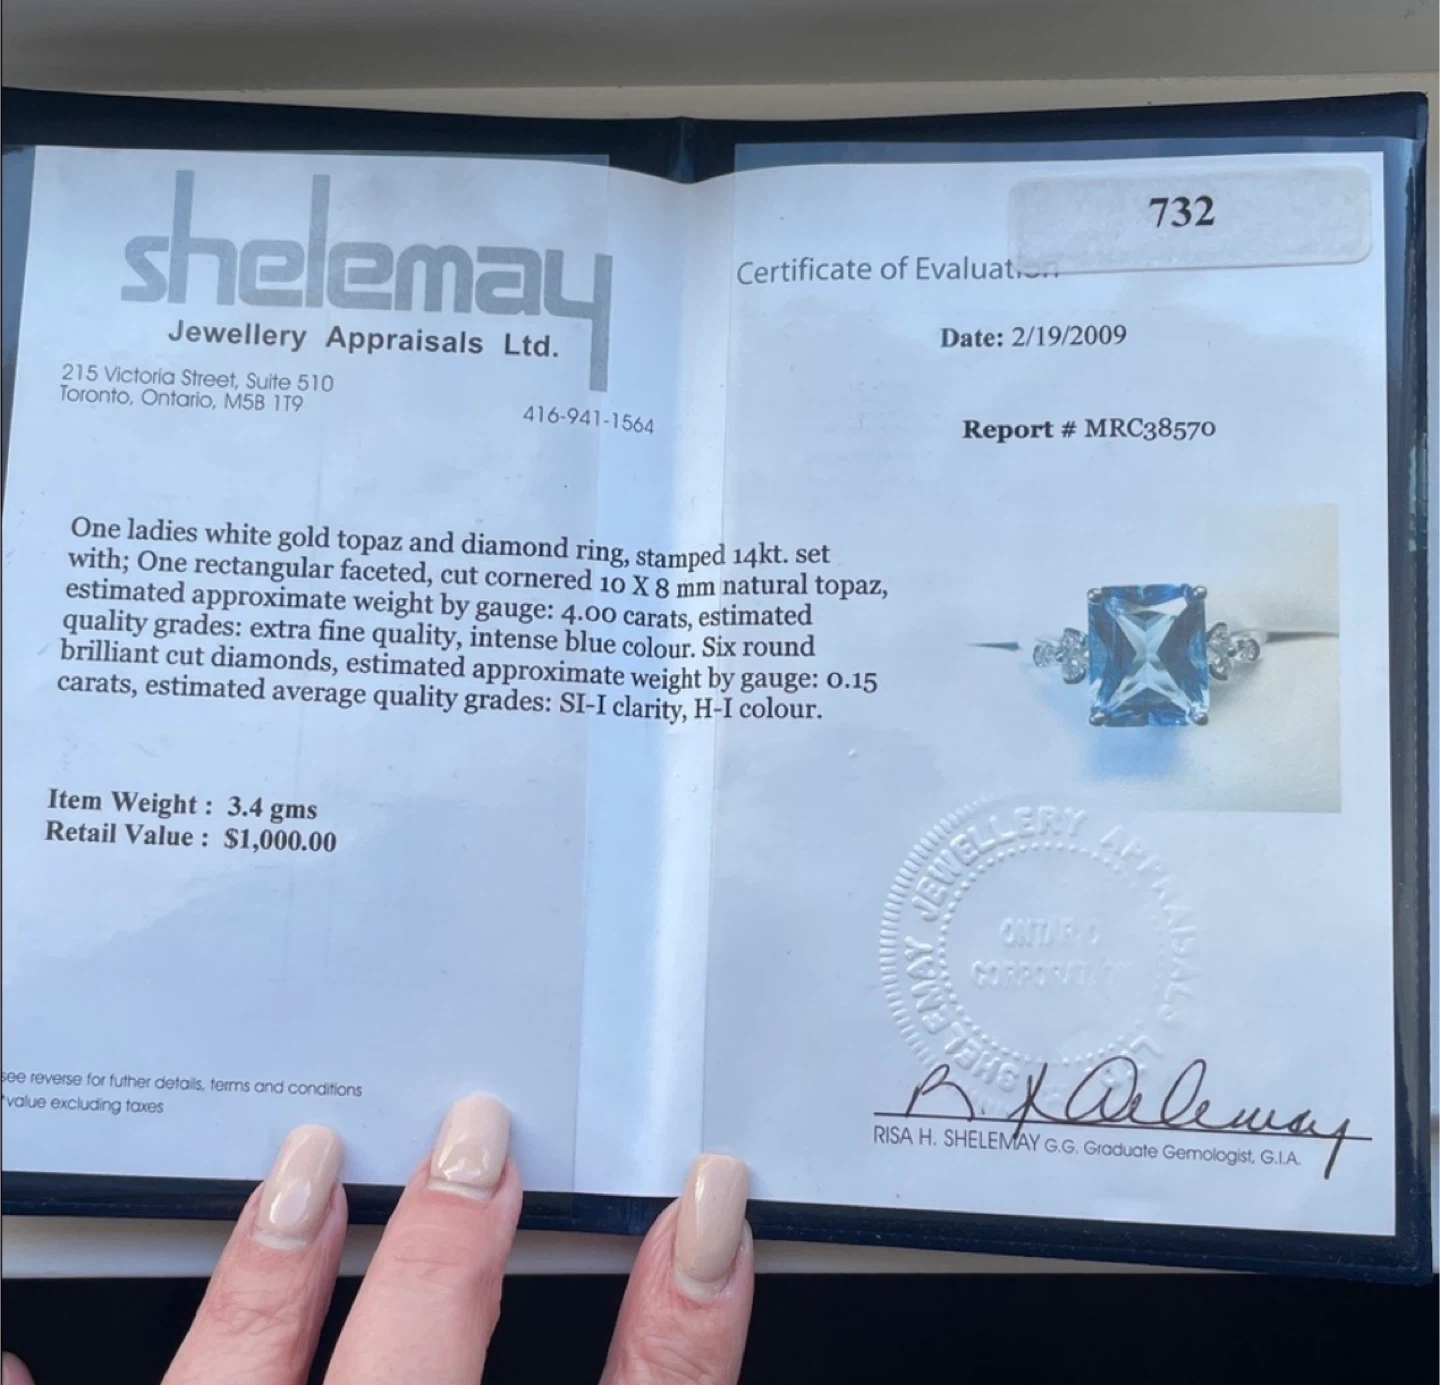 shelemay
Jewellery Appraisals Ltd.
215 Victoria Street, Suite 510
Toronto, Ontario, M5B 1T9
416-941-1564
One ladies white gold topaz and diamond ring, stamped 14kt. set
with; One rectangular faceted, cut cornered 10 X 8 mm natural topaz,
estimated approximate weight by gauge: 4.00 carats, estimated
quality grades: extra fine quality, intense blue colour. Six round
brilliant cut diamonds, estimated approximate weight by gauge: 0.15
carats, estimated average quality grades: SI-I clarity, H-I colour.
Item Weight : 3.4 gms
Retail Value : $1,000.00
see reverse for futher details, terms and conditions
*value excluding taxes
732
Certificate of Evaluation
Date: 2/19/2009
Report # MRC38570
SHELEMAY JEWELLERY APPRAISALS
ONTARIO
CORPORATION
R. H. Shelemay
RISA H. SHELEMAY G.G. Graduate Gemologist, G.I.A.